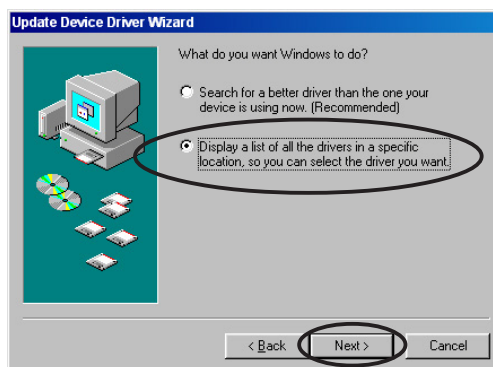 Update Device Driver Wizard
What do you want Windows to do?
Search for a better driver than the one your
device is using now. (Recommended)
Display a list of all the drivers in a specific
location, so you can select the driver you want.
< Back
Next >
Cancel